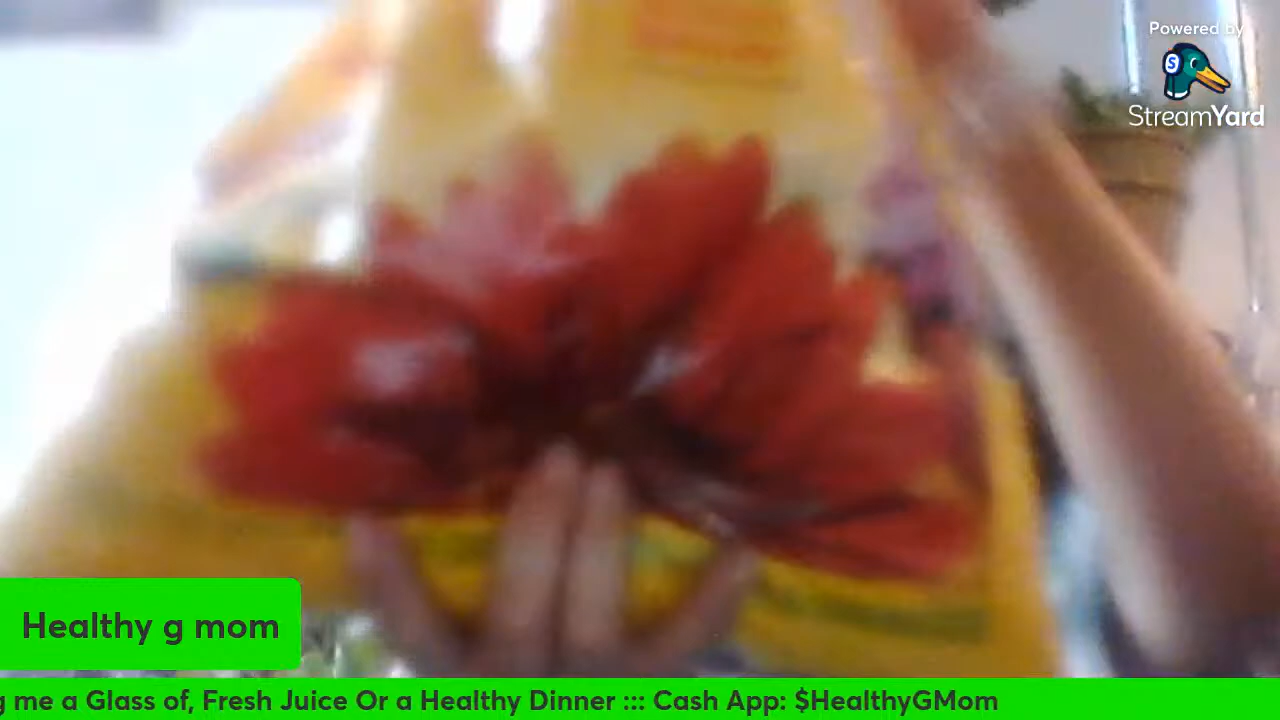 Powered by
StreamYard
Healthy g mom
g me a Glass of, Fresh Juice Or a Healthy Dinner ::: Cash App: $HealthyGMom